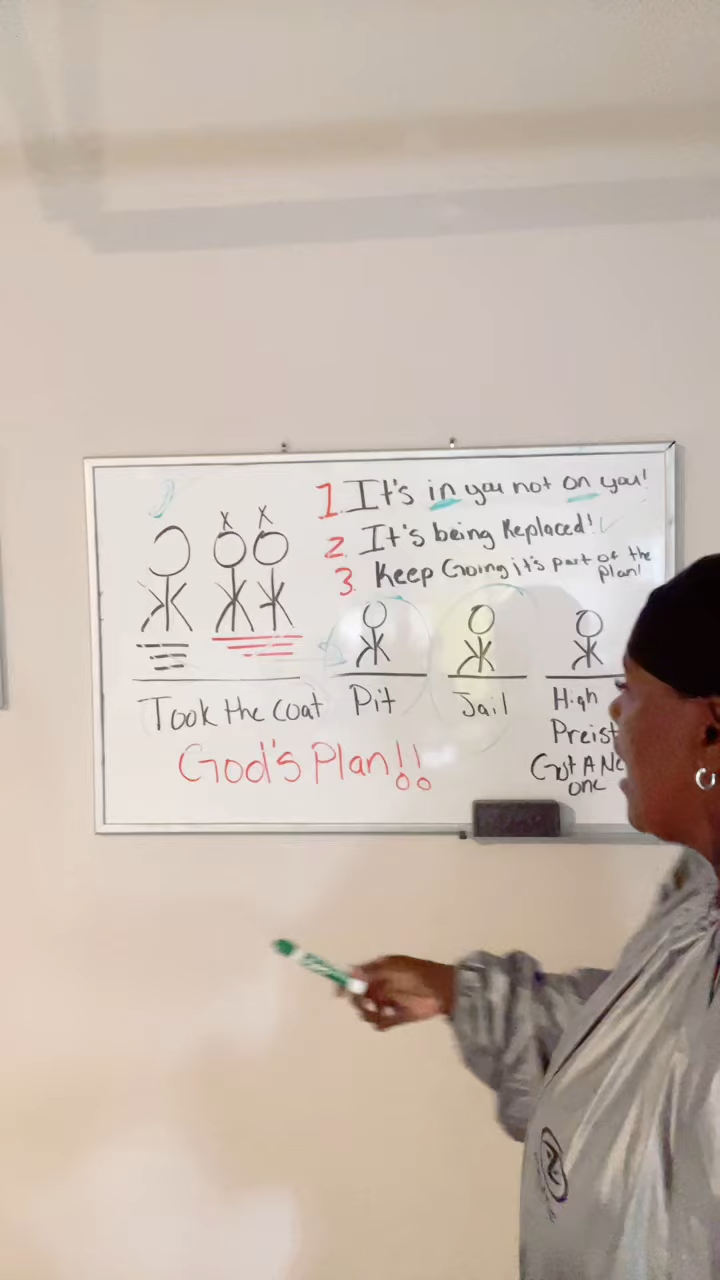 1. It's in you not on you!
2. It's being Replaced!
3. Keep Going it's part of the
plan!
X X
Took the coat
Pit
Jail
High
Preist
Got A
one
God's Plan!!